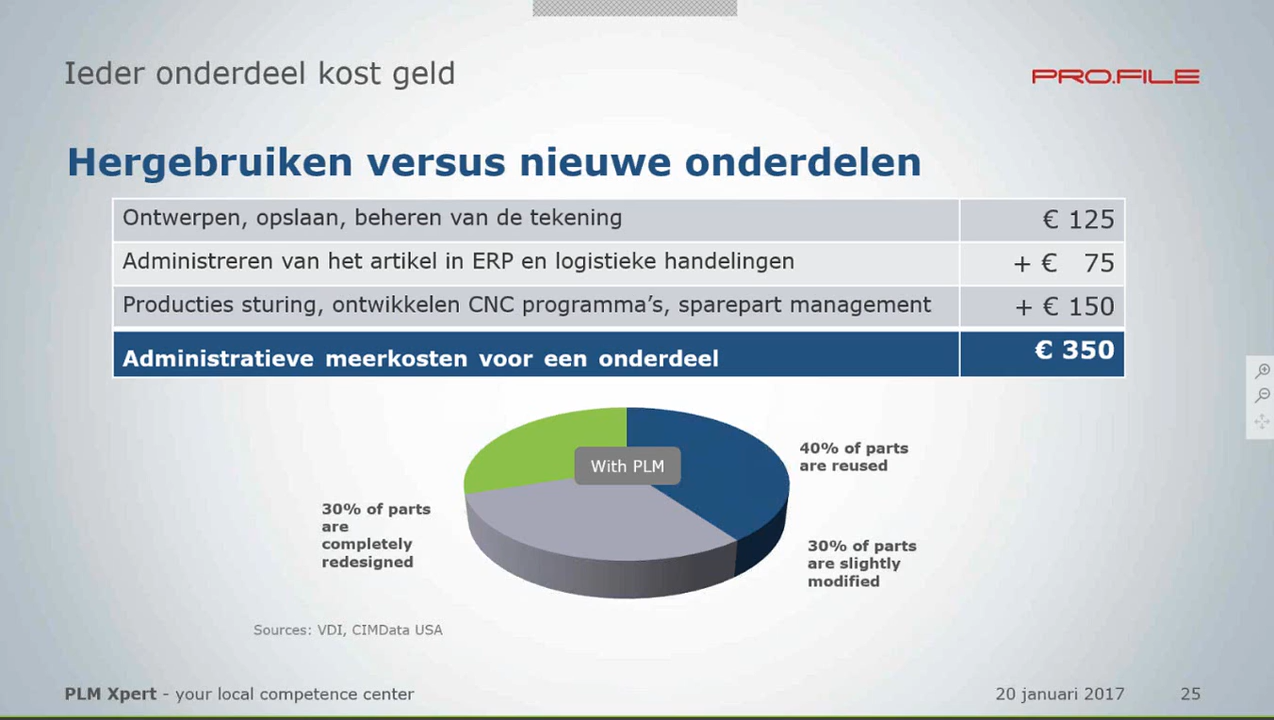 Ieder onderdeel kost geld
PRO.FILE
Hergebruiken versus nieuwe onderdelen
Ontwerpen, opslaan, beheren van de tekening € 125
Administreren van het artikel in ERP en logistieke handelingen + € 75
Producties sturing, ontwikkelen CNC programma’s, sparepart management + € 150
Administratieve meerkosten voor een onderdeel € 350
With PLM
40% of parts
are reused
30% of parts
are
completely
redesigned
30% of parts
are slightly
modified
Sources: VDI, CIMData USA
PLM Xpert - your local competence center
20 januari 2017
25